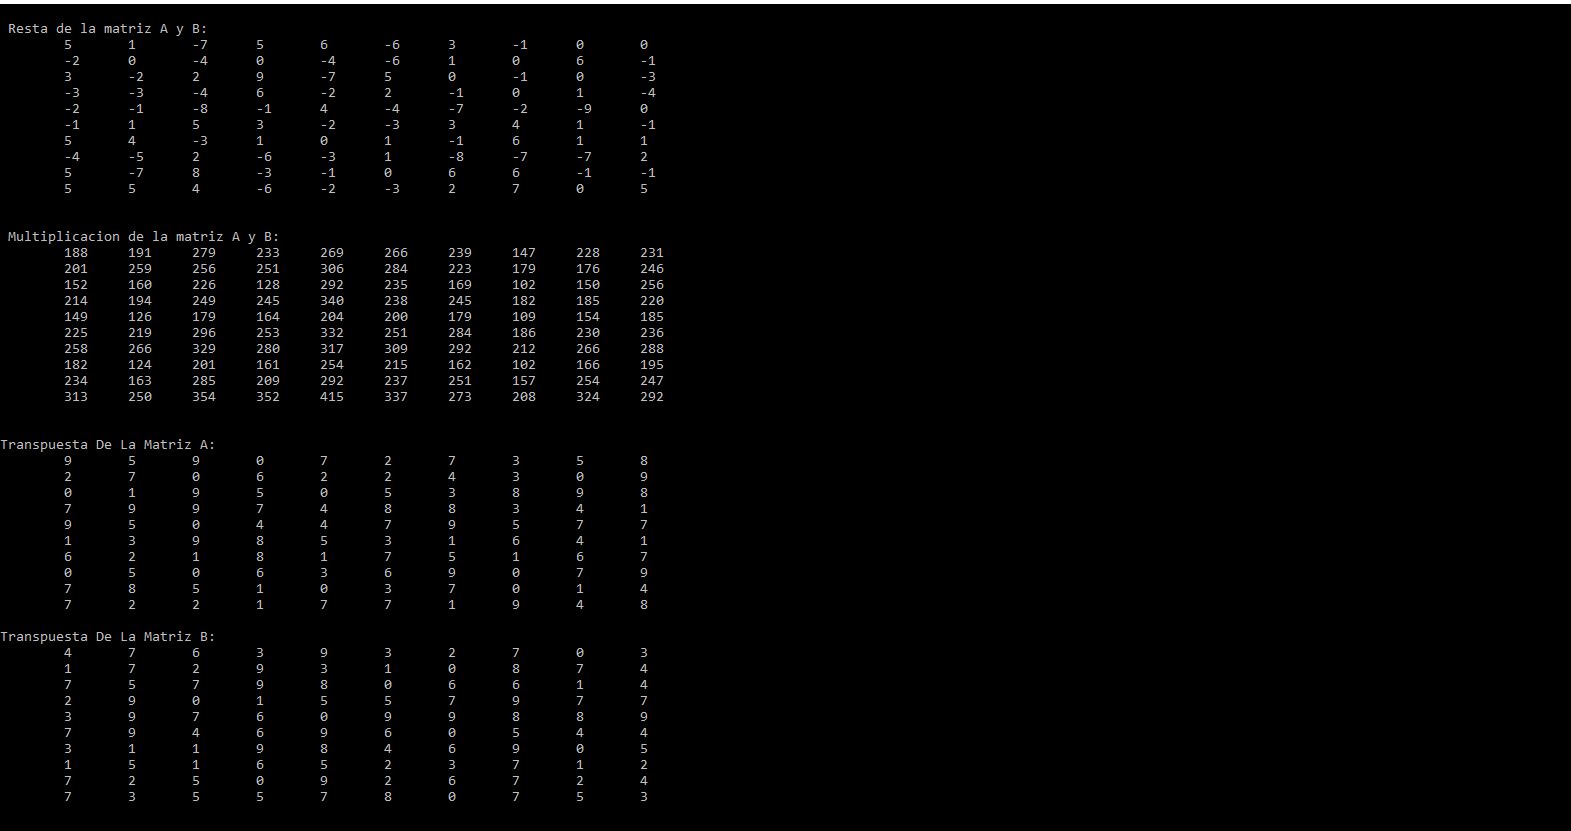 Resta de la matriz A y B:
5 1 -7 5 6 -6 3 -1 0 0
-2 0 -4 0 -4 -6 1 0 6 -1
3 -2 2 9 -7 5 0 -1 0 -3
-3 -3 -4 6 -2 2 -1 0 1 -4
-2 -1 -8 -1 4 -4 -7 -2 -9 0
-1 1 5 3 -2 -3 3 4 1 -1
5 4 -3 1 0 1 -1 6 1 1
-4 -5 2 -6 -3 1 -8 -7 -7 2
5 -7 8 -3 -1 0 6 6 -1 -1
5 5 4 -6 -2 -3 2 7 0 5
Multiplicacion de la matriz A y B:
188 191 279 233 269 266 239 147 228 231
201 259 256 251 306 284 223 179 176 246
152 160 226 128 292 235 169 102 150 256
214 194 249 245 340 238 245 182 185 220
149 126 179 164 204 200 179 109 154 185
225 219 296 253 332 251 284 186 230 236
258 266 329 280 317 309 292 212 266 288
182 124 201 161 254 215 162 102 166 195
234 163 285 209 292 237 251 157 254 247
313 250 354 352 415 337 273 208 324 292
Transpuesta De La Matriz A:
9 5 9 0 7 2 7 3 5 8
2 7 0 6 2 2 4 3 0 9
0 1 9 5 0 5 3 8 9 8
7 9 9 7 4 8 8 3 4 1
9 5 0 4 4 7 9 5 7 7
1 3 9 8 5 3 1 6 4 1
6 2 1 8 1 7 5 1 6 7
0 5 0 6 3 6 9 0 7 9
7 8 5 1 0 3 7 0 1 4
7 2 2 1 7 7 1 9 4 8
Transpuesta De La Matriz B:
4 7 6 3 9 3 2 7 0 3
1 7 2 9 3 1 0 8 7 4
7 5 7 9 8 0 6 6 1 4
2 9 0 1 5 5 7 9 7 7
3 9 7 6 0 9 9 8 8 9
7 9 4 6 9 6 0 5 4 4
3 1 1 9 8 4 6 9 0 5
1 5 1 6 5 2 3 7 1 2
7 2 5 0 9 2 6 7 2 4
7 3 5 5 7 8 0 7 5 3